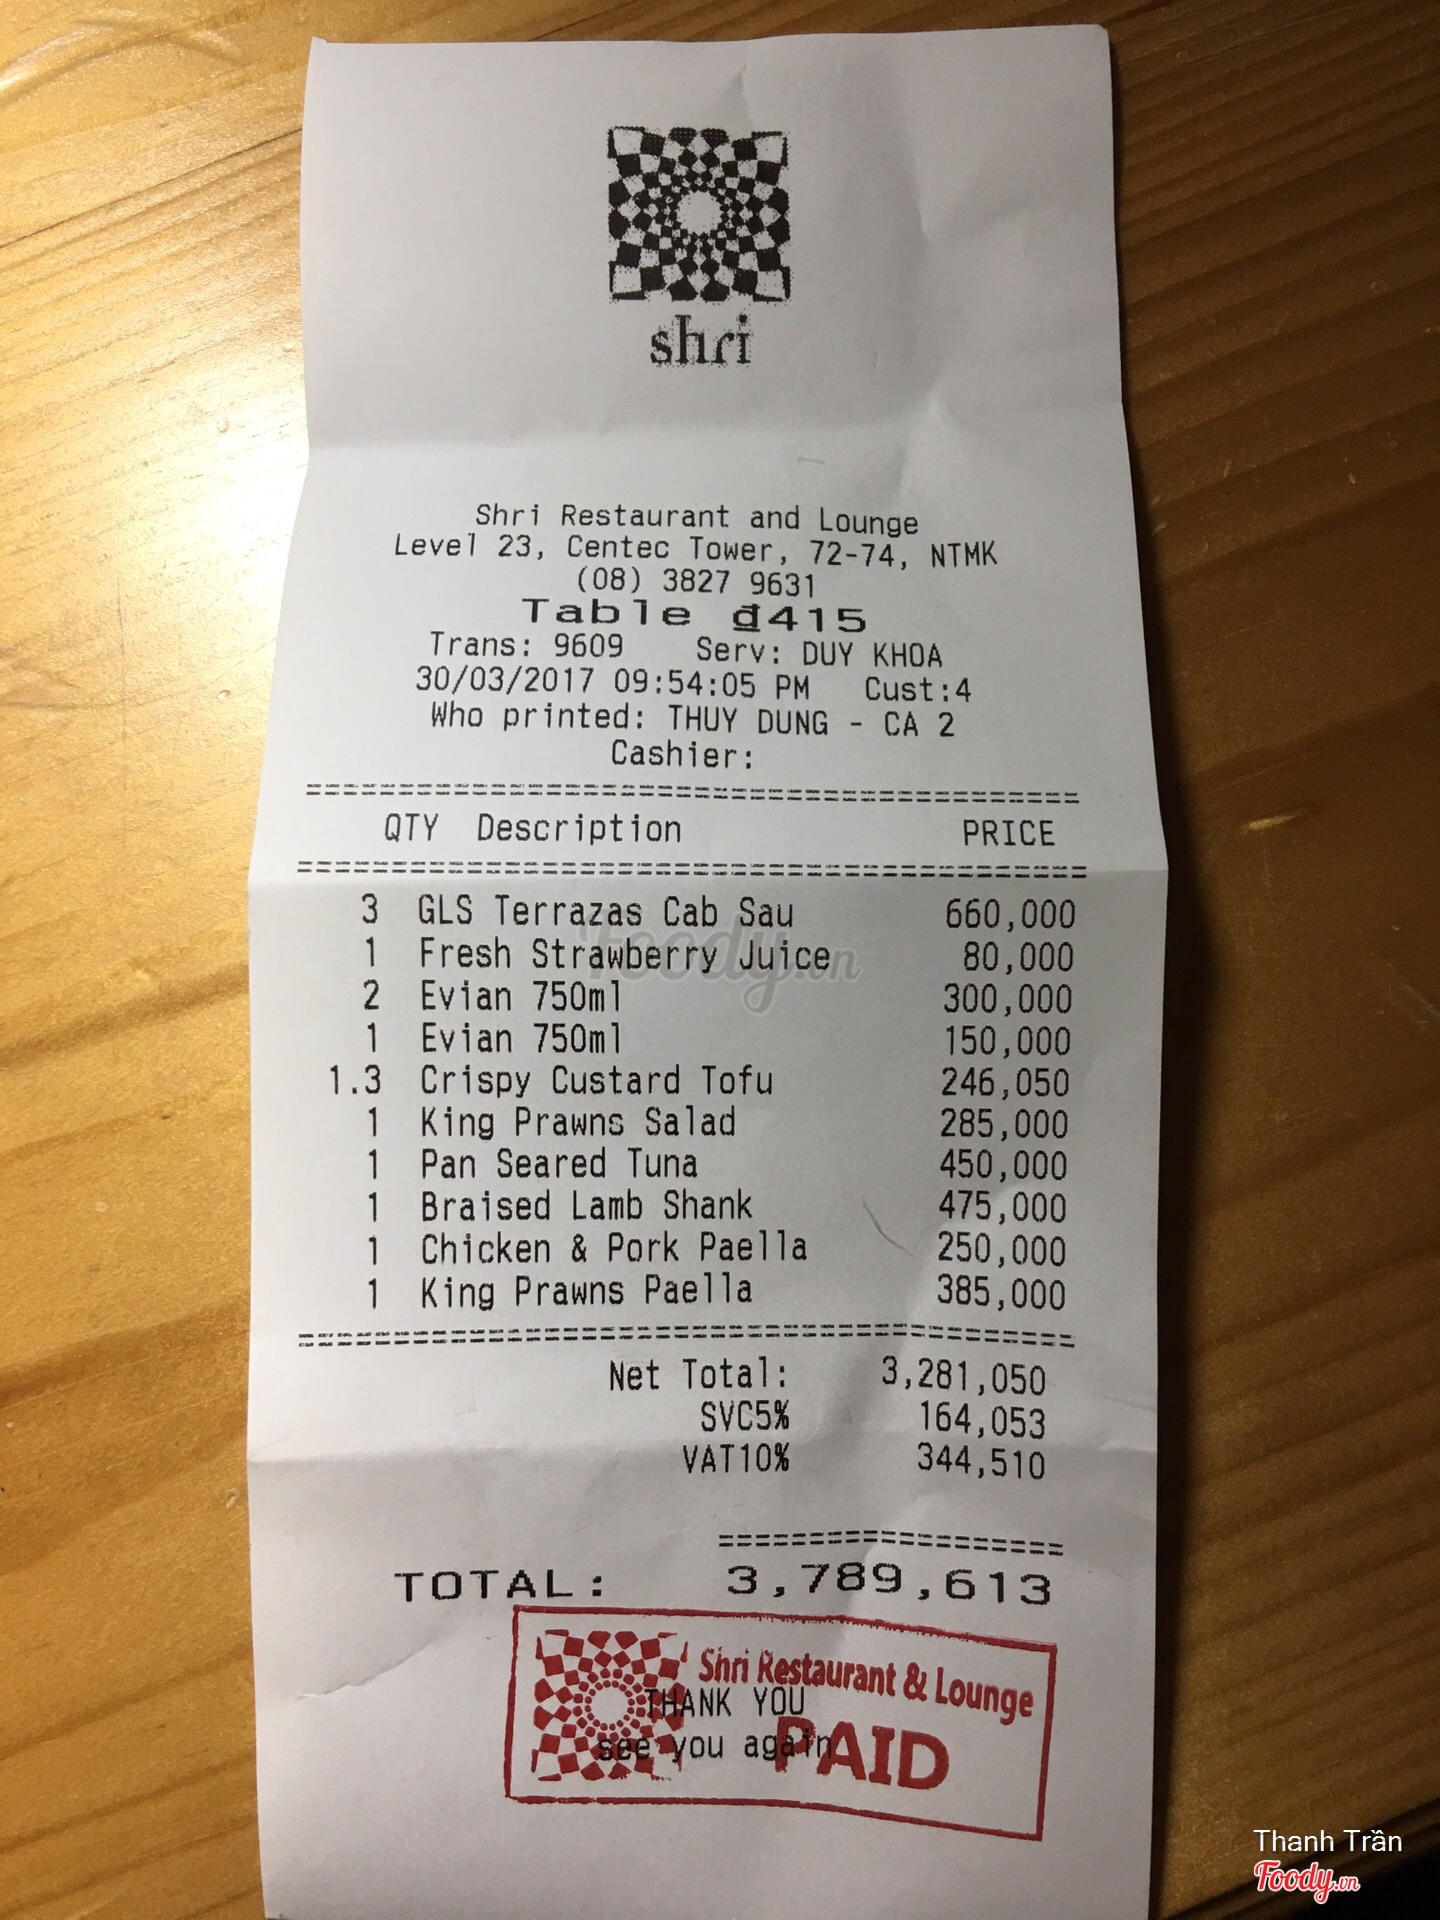 shri
Shri Restaurant and Lounge
Level 23, Centec Tower, 72-74, NTMK
(08) 3827 9631
Table đ415
Trans: 9609 Serv: DUY KHOA
30/03/2017 09:54:05 PM Cust:4
Who printed: THUY DUNG - CA 2
Cashier:
QTY Description PRICE
3 GLS Terrazas Cab Sau 660,000
1 Fresh Strawberry Juice 80,000
2 Evian 750ml 300,000
1 Evian 750ml 150,000
1.3 Crispy Custard Tofu 246,050
1 King Prawns Salad 285,000
1 Pan Seared Tuna 450,000
1 Braised Lamb Shank 475,000
1 Chicken & Pork Paella 250,000
1 King Prawns Paella 385,000
Net Total: 3,281,050
SVC5% 164,053
VAT10% 344,510
TOTAL: 3,789,613
Shri Restaurant & Lounge
THANK YOU
see you again
PAID
Foody.vn
Thanh Trần
Foody.vn